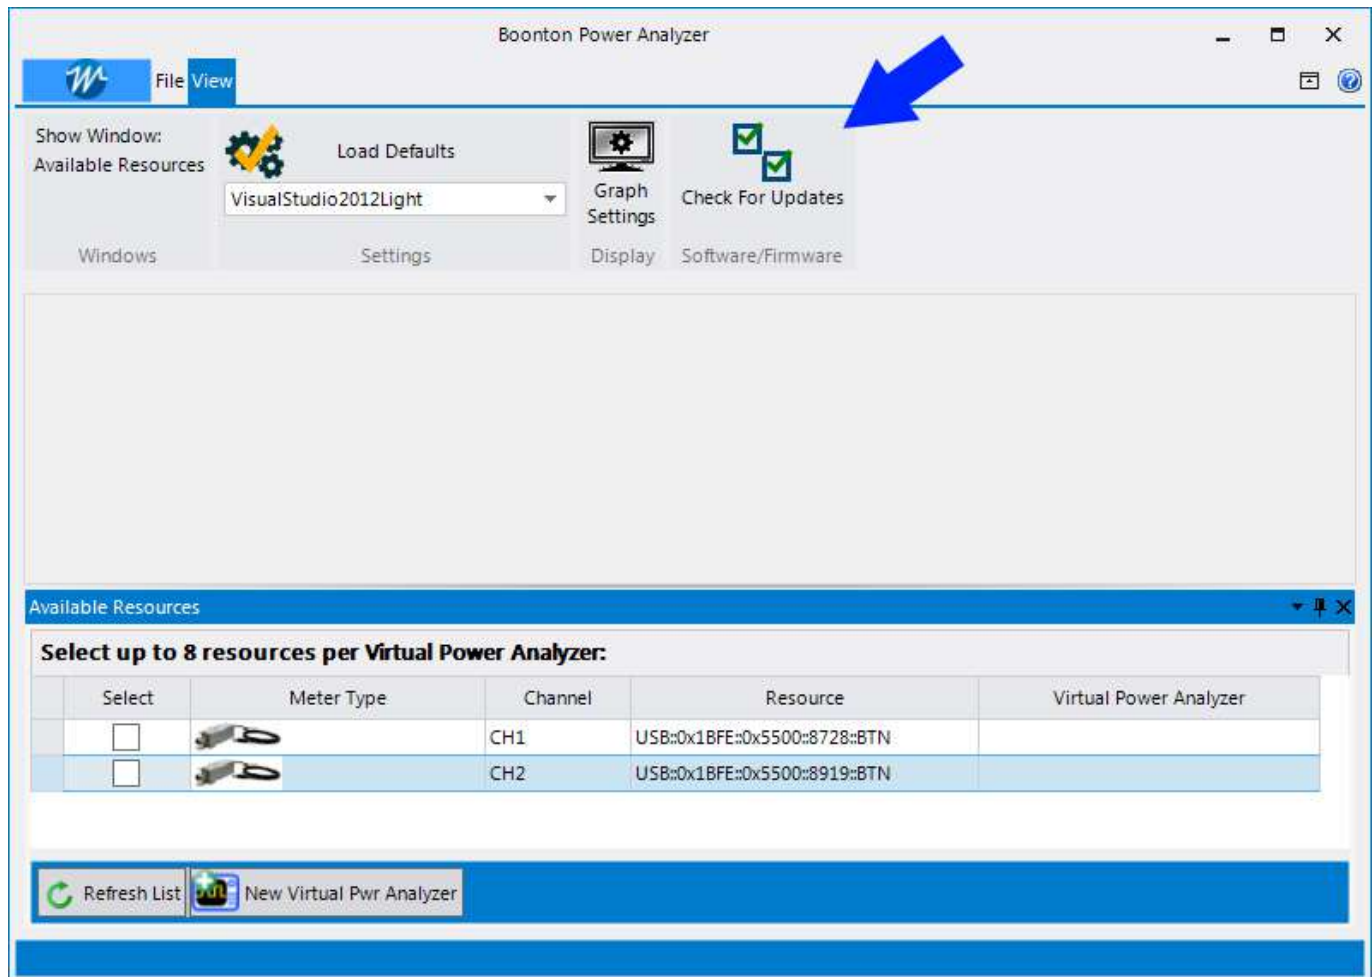 Boonton Power Analyzer
File View
Show Window:
Available Resources
Load Defaults
VisualStudio2012Light
Graph
Settings
Check For Updates
Windows
Settings
Display
Software/Firmware
Available Resources
Select up to 8 resources per Virtual Power Analyzer:
Select Meter Type Channel Resource Virtual Power Analyzer
CH1 USB::0x1BFE::0x5500::8728::BTN
CH2 USB::0x1BFE::0x5500::8919::BTN
Refresh List New Virtual Pwr Analyzer